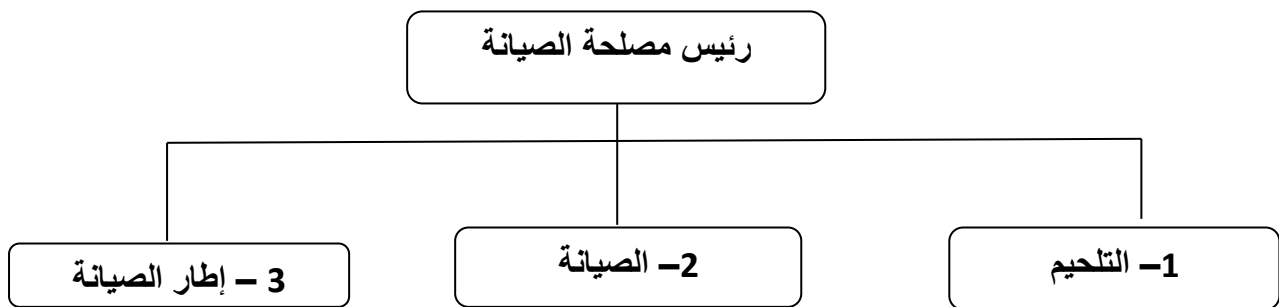 رئيس مصلحة الصيانة
1– التلحيم
2– الصيانة
3 – إطار الصيانة